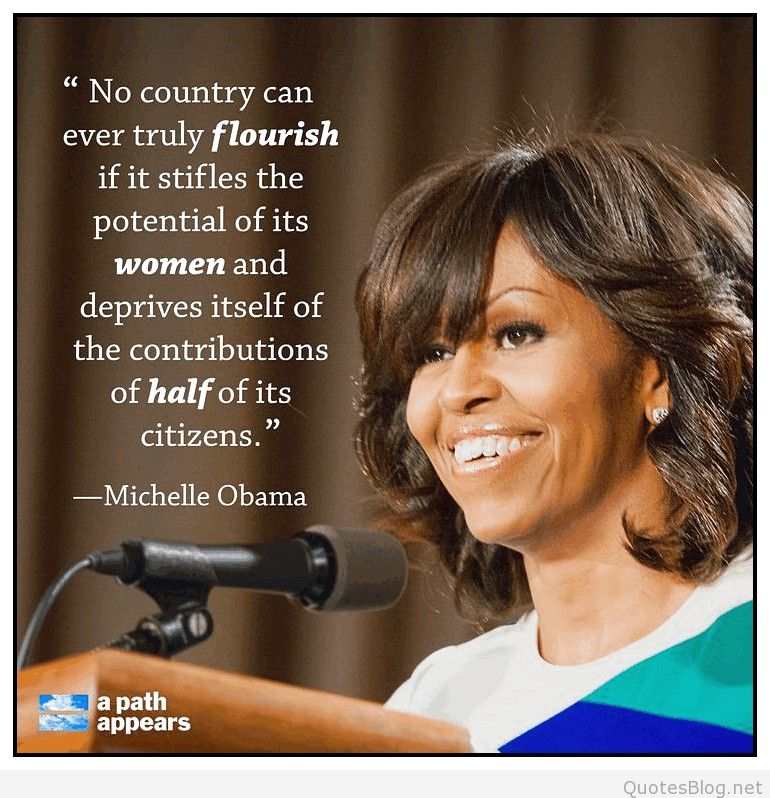 “ No country can
ever truly flourish
if it stifles the
potential of its
women and
deprives itself of
the contributions
of half of its
citizens.”
—Michelle Obama
a path
appears
QuotesBlog.net